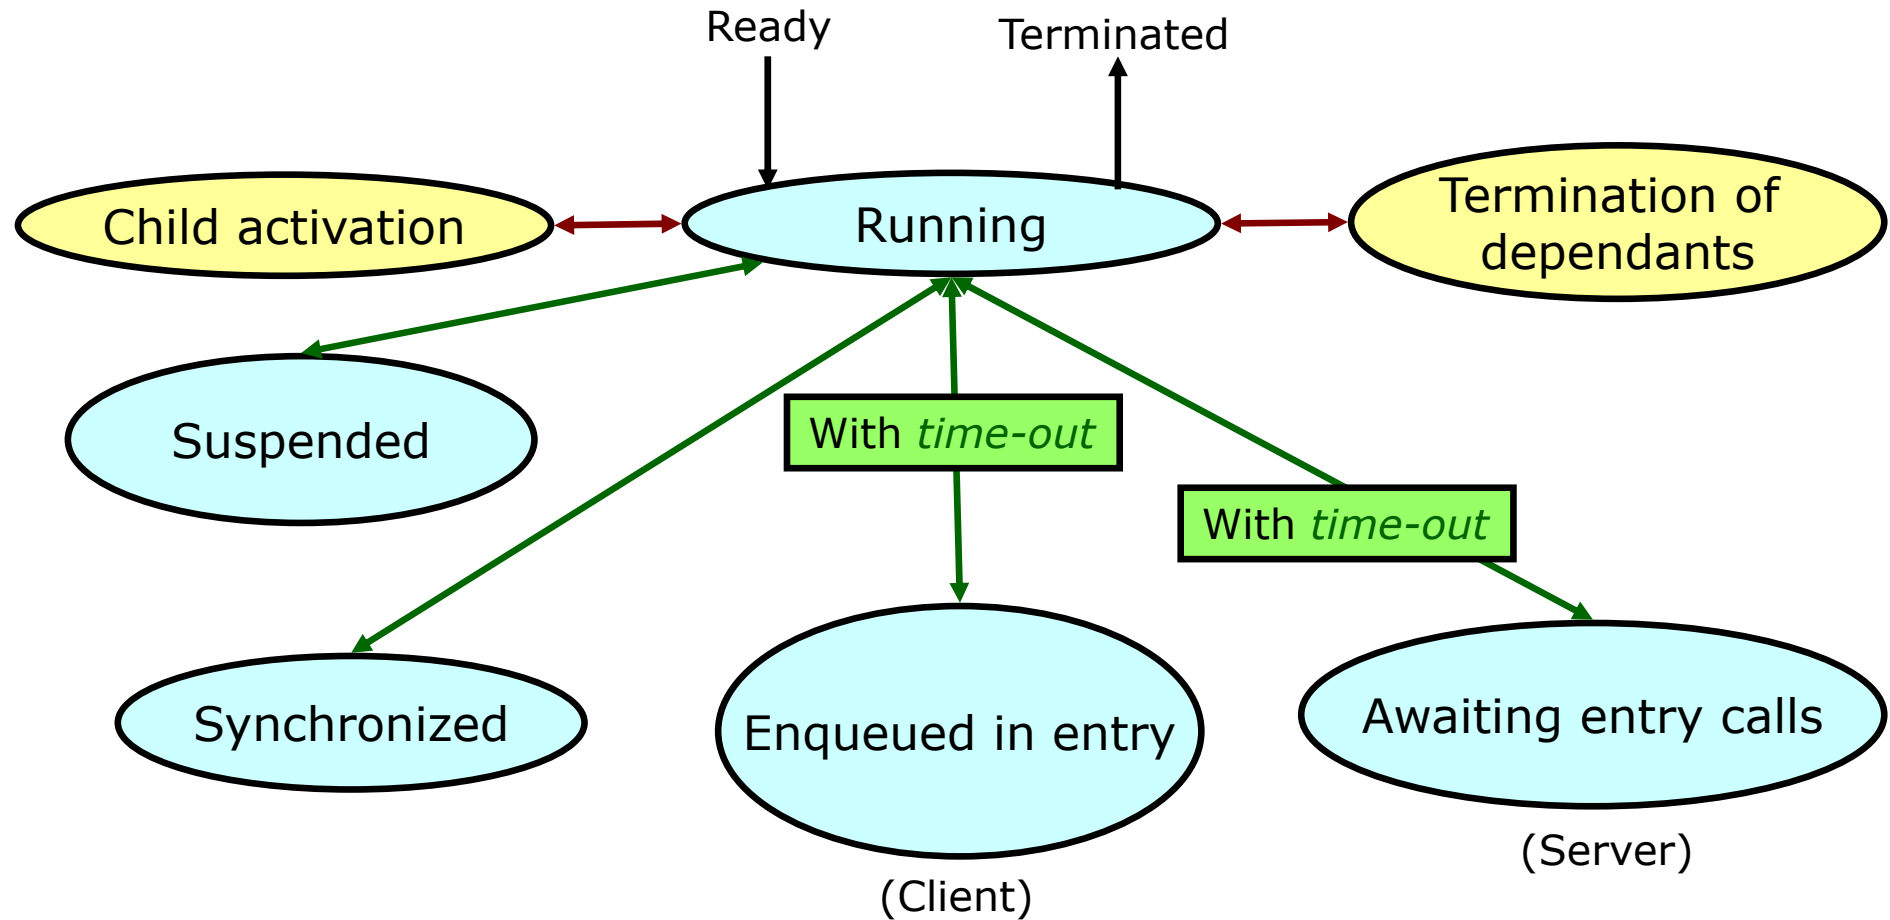 Ready
Terminated
Child activation
Running
Termination of
dependants
Suspended
With time-out
With time-out
Synchronized
Enqueued in entry
Awaiting entry calls
(Server)
(Client)